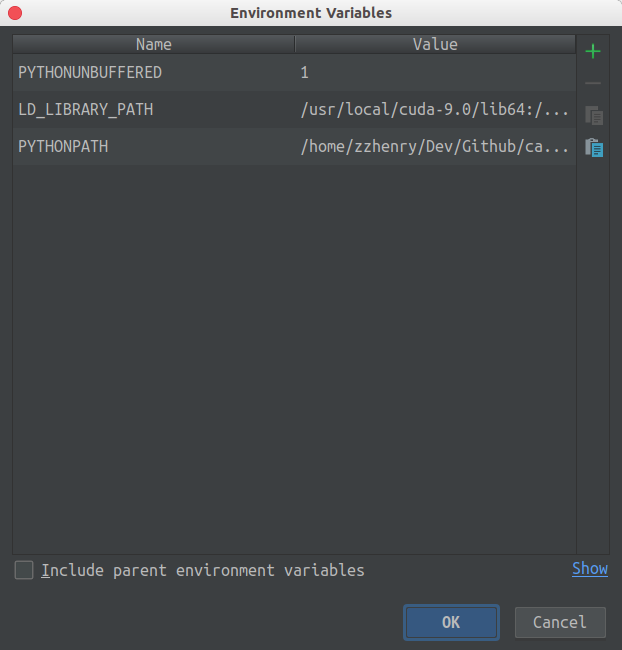 Environment Variables
Name Value
PYTHONUNBUFFERED 1
LD_LIBRARY_PATH /usr/local/cuda-9.0/lib64:/...
PYTHONPATH /home/zzhenry/Dev/Github/ca...
Include parent environment variables Show
OK Cancel